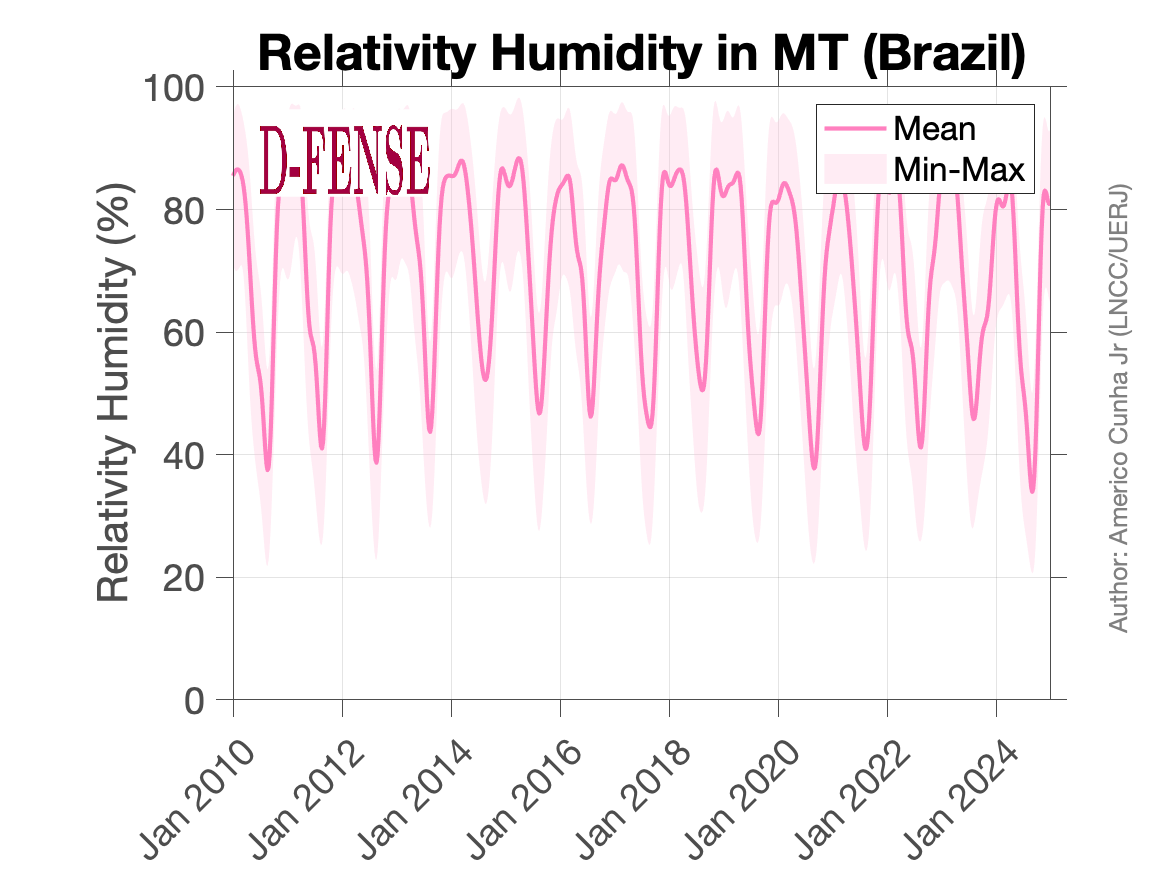 Relativity Humidity in MT (Brazil)
100
80
60
40
20
0
Relativity Humidity (%)
D-FENSE
Mean
Min-Max
Jan 2010
Jan 2012
Jan 2014
Jan 2016
Jan 2018
Jan 2020
Jan 2022
Jan 2024
Author: Americo Cunha Jr (LNCC/UERJ)